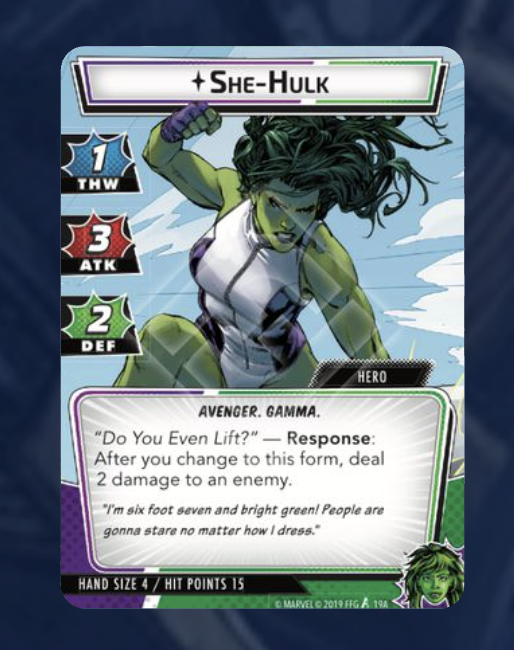 She-Hulk
1
THW
3
ATK
2
DEF
HERO
AVENGER. GAMMA.
"Do You Even Lift?" — Response:
After you change to this form, deal
2 damage to an enemy.
"I'm six foot seven and bright green! People are
gonna stare no matter how I dress."
HAND SIZE 4 / HIT POINTS 15
© MARVEL © 2019 FFG 19A